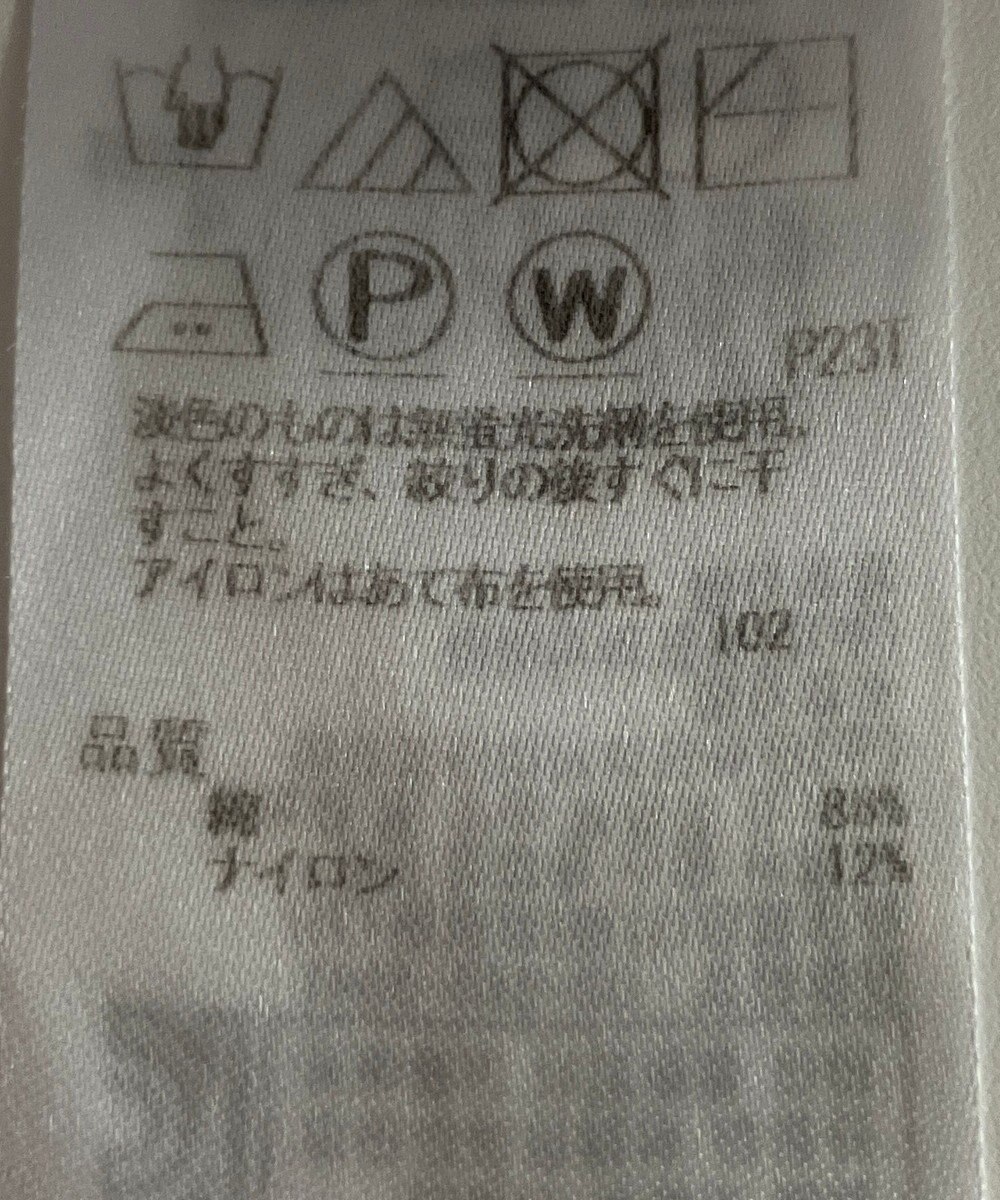 P W
P23T
淡色のものは無蛍光洗剤を使用。
よくすすぎ、絞りの後すぐに干
すこと。
アイロンはあて布を使用。
102
品質
綿
ナイロン 12%